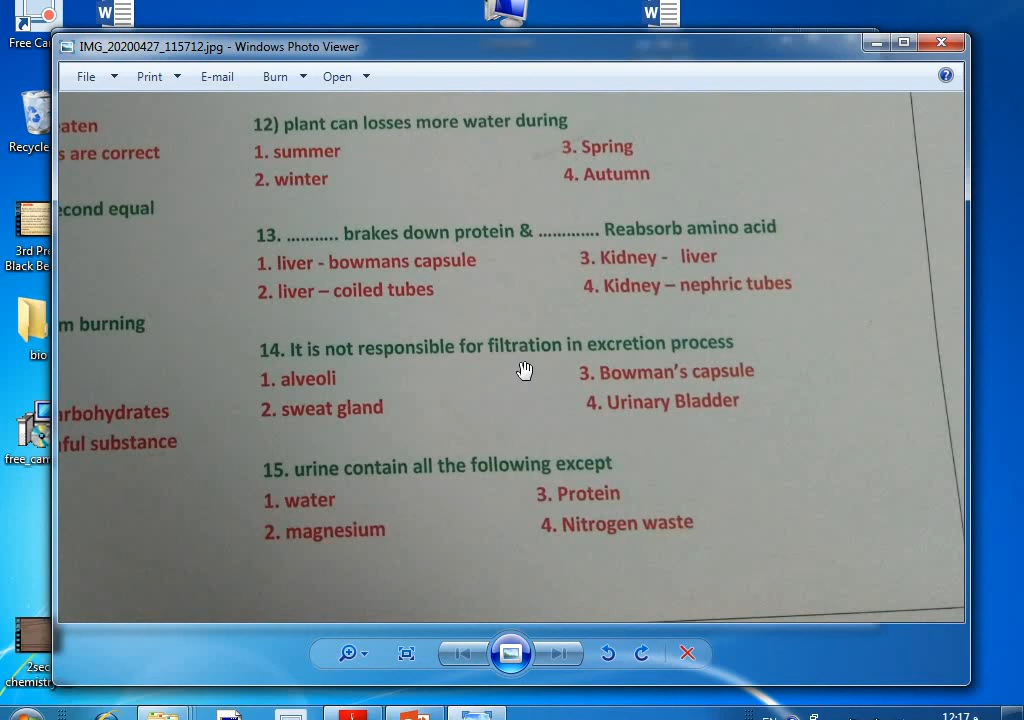 Free Ca
IMG_20200427_115712.jpg - Windows Photo Viewer
File Print E-mail Burn Open
Recycle
3rd Pr
Black Be
bio
free_cam
2sec
chemistry
eaten
s are correct
econd equal
m burning
arbohydrates
mful substance
12) plant can losses more water during
1. summer 3. Spring
2. winter 4. Autumn
13. ........... brakes down protein & ............. Reabsorb amino acid
1. liver - bowmans capsule 3. Kidney - liver
2. liver – coiled tubes 4. Kidney – nephric tubes
14. It is not responsible for filtration in excretion process
1. alveoli 3. Bowman's capsule
2. sweat gland 4. Urinary Bladder
15. urine contain all the following except
1. water 3. Protein
2. magnesium 4. Nitrogen waste
EN 12:17